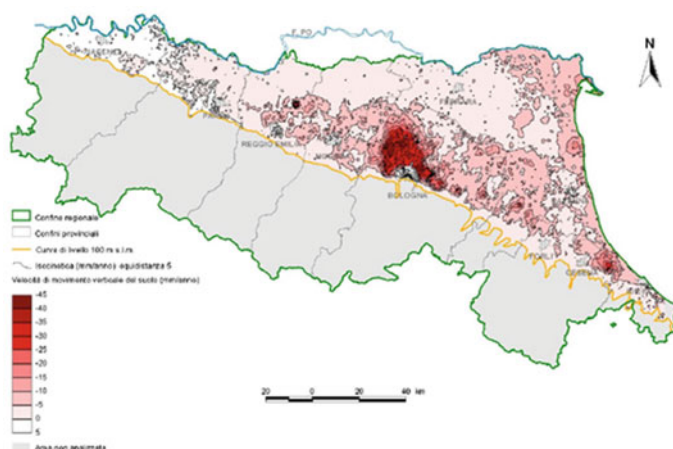 F. PO
N
PIACENZA
PARMA
FERRARA
REGGIO EMILIA
BOLOGNA
FORLI
CESENA
Confine regionale
Confini provinciali
Curva di livello 100 m s.l.m.
Isocinetica (mm/anno) equidistanza 5
Velocità di movimento verticale del suolo (mm/anno)
-45
-40
-35
-30
-25
-20
-15
-10
-5
0
5
Area non analizzata
20 0 20 40 km